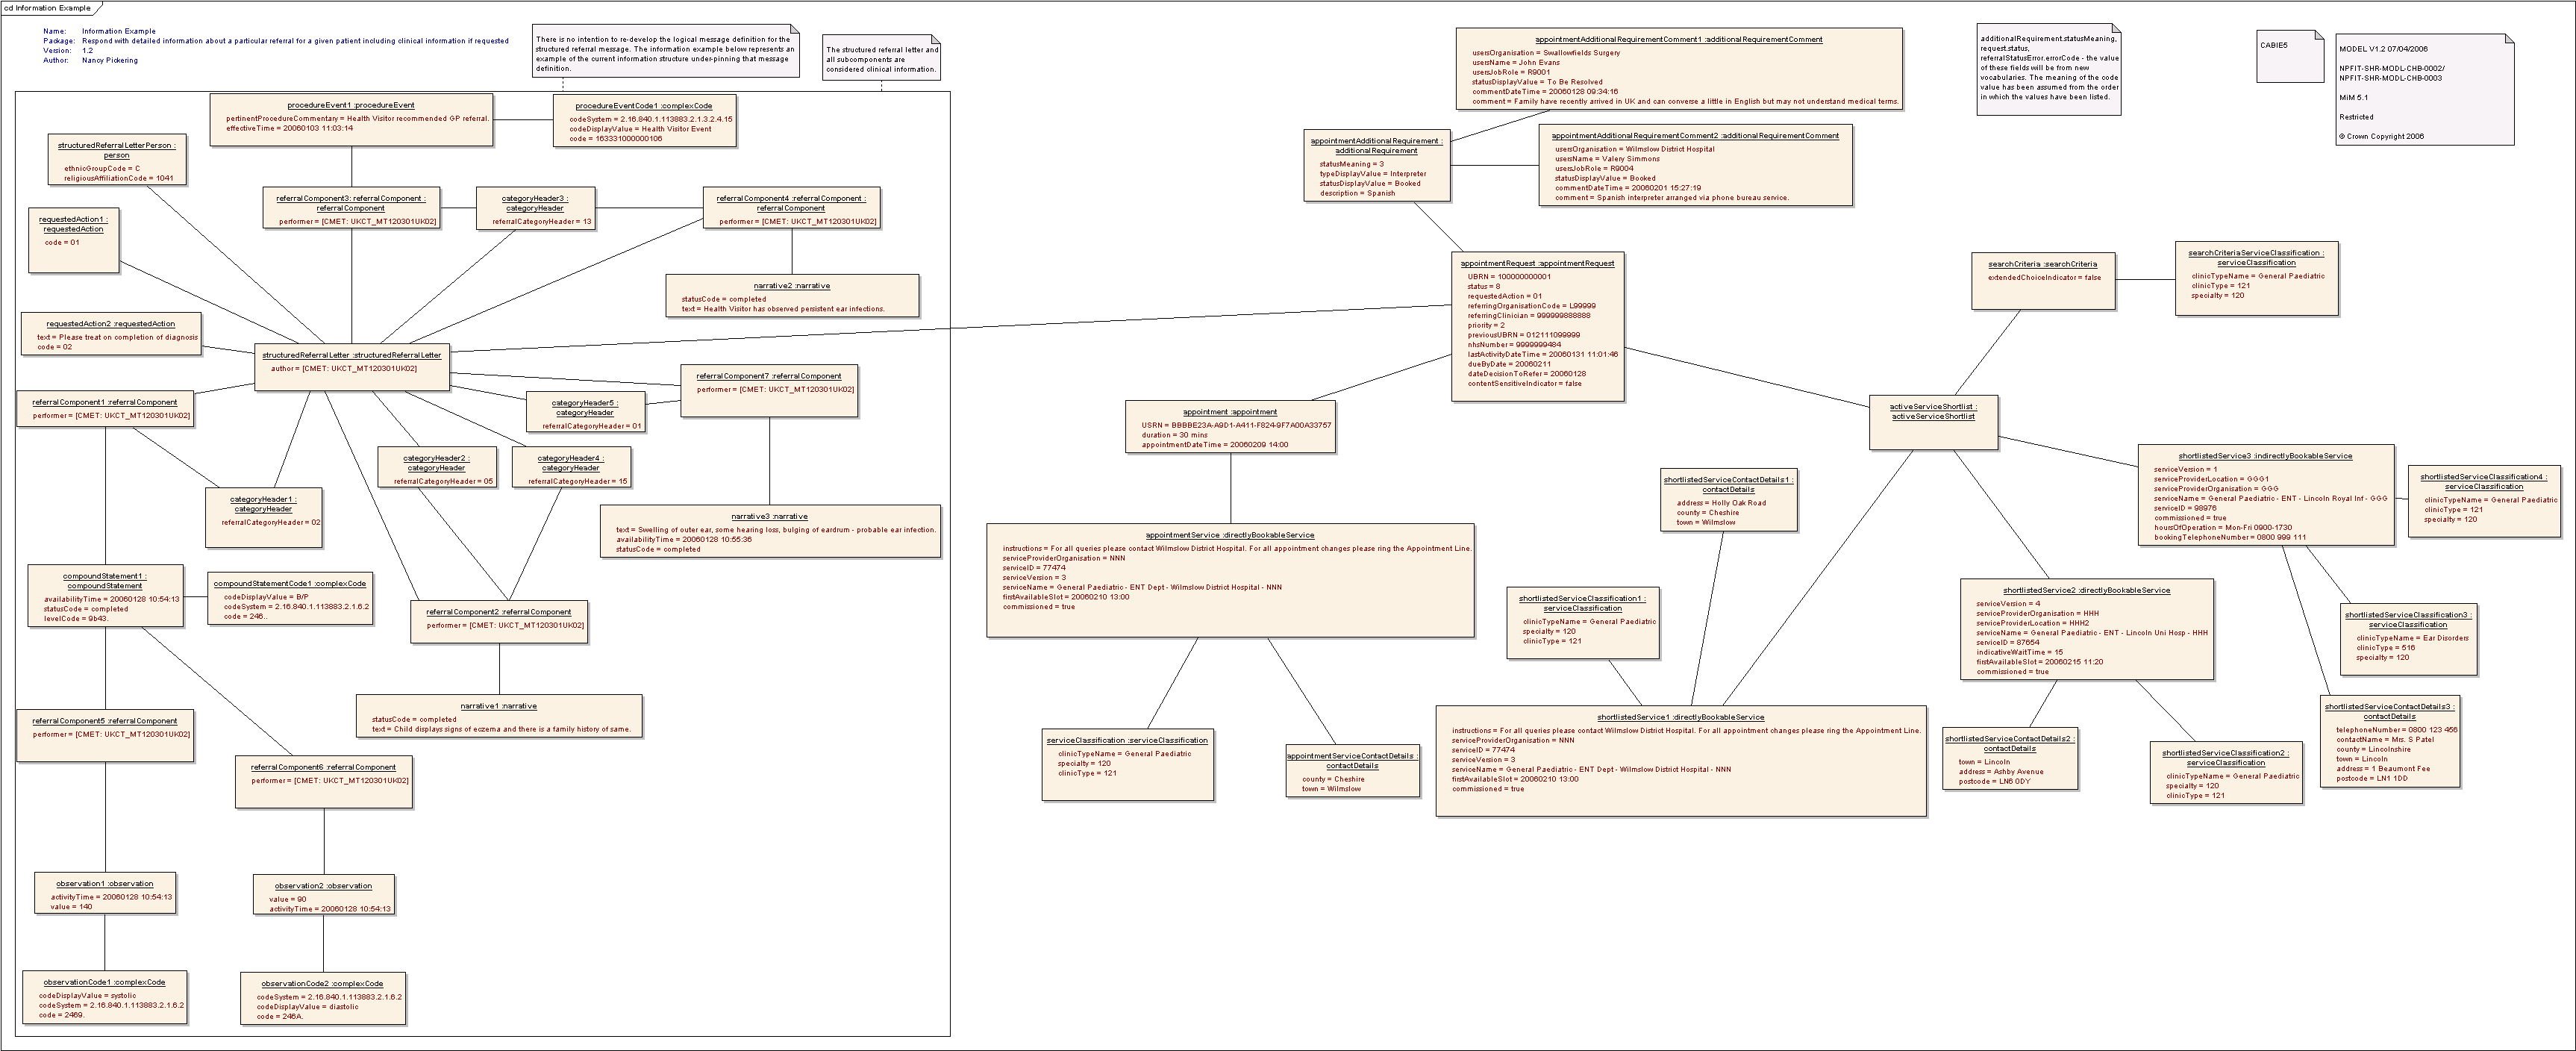 cd Information Example
Name: Information Example
Package: Respond with detailed information about a particular referral for a given patient including clinical information if requested
Version: 1.2
Author: Nancy Pickering
There is no intention to re-develop the logical message definition for the
structured referral message. The information example below represents an
example of the current information structure under-pinning that message
definition.
The structured referral letter and
all subcomponents are
considered clinical information.
procedureEvent1 :procedureEvent
pertinentProcedureCommentary = Health Visitor recommended GP referral.
effectiveTime = 20060103 11:03:14
procedureEventCode1 :complexCode
codeSystem = 2.16.840.1.113883.2.1.3.2.4.15
codeDisplayValue = Health Visitor Event
code = 163331000000106
structuredReferralLetterPerson :
person
ethnicGroupCode = C
religiousAffiliationCode = 1041
requestedAction1 :
requestedAction
code = 01
referralComponent3: referralComponent :
referralComponent
performer = [CMET: UKCT_MT120301UK02]
categoryHeader3 :
categoryHeader
referralCategoryHeader = 13
referralComponent4 :referralComponent :
referralComponent
performer = [CMET: UKCT_MT120301UK02]
narrative2 :narrative
statusCode = completed
text = Health Visitor has observed persistent ear infections.
requestedAction2 :requestedAction
text = Please treat on completion of diagnosis
code = 02
structuredReferralLetter :structuredReferralLetter
author = [CMET: UKCT_MT120301UK02]
referralComponent7 :referralComponent
performer = [CMET: UKCT_MT120301UK02]
referralComponent1 :referralComponent
performer = [CMET: UKCT_MT120301UK02]
categoryHeader5 :
categoryHeader
referralCategoryHeader = 01
categoryHeader2 :
categoryHeader
referralCategoryHeader = 05
categoryHeader4 :
categoryHeader
referralCategoryHeader = 15
categoryHeader1 :
categoryHeader
referralCategoryHeader = 02
narrative3 :narrative
text = Swelling of outer ear, some hearing loss, bulging of eardrum - probable ear infection.
availabilityTime = 20060128 10:55:36
statusCode = completed
compoundStatement1 :
compoundStatement
availabilityTime = 20060128 10:54:13
statusCode = completed
levelCode = 9b43.
compoundStatementCode1 :complexCode
codeDisplayValue = B/P
codeSystem = 2.16.840.1.113883.2.1.6.2
code = 246..
referralComponent2 :referralComponent
performer = [CMET: UKCT_MT120301UK02]
narrative1 :narrative
statusCode = completed
text = Child displays signs of eczema and there is a family history of same.
referralComponent5 :referralComponent
performer = [CMET: UKCT_MT120301UK02]
referralComponent6 :referralComponent
performer = [CMET: UKCT_MT120301UK02]
observation1 :observation
activityTime = 20060128 10:54:13
value = 140
observation2 :observation
value = 90
activityTime = 20060128 10:54:13
observationCode1 :complexCode
codeDisplayValue = systolic
codeSystem = 2.16.840.1.113883.2.1.6.2
code = 2469.
observationCode2 :complexCode
codeSystem = 2.16.840.1.113883.2.1.6.2
codeDisplayValue = diastolic
code = 246A.
appointmentAdditionalRequirementComment1 :additionalRequirementComment
usersOrganisation = Swallowfields Surgery
usersName = John Evans
usersJobRole = R9001
statusDisplayValue = To Be Resolved
commentDateTime = 20060128 09:34:16
comment = Family have recently arrived in UK and can converse a little in English but may not understand medical terms.
appointmentAdditionalRequirement :
additionalRequirement
statusMeaning = 3
typeDisplayValue = Interpreter
statusDisplayValue = Booked
description = Spanish
appointmentAdditionalRequirementComment2 :additionalRequirementComment
usersOrganisation = Wilmslow District Hospital
usersName = Valery Simmons
usersJobRole = R9004
statusDisplayValue = Booked
commentDateTime = 20060201 15:27:19
comment = Spanish interpreter arranged via phone bureau service.
additionalRequirement.statusMeaning,
request.status,
referralStatusError.errorCode - the value
of these fields will be from new
vocabularies. The meaning of the code
value has been assumed from the order
in which the values have been listed.
CABIE5
MODEL V1.2 07/04/2006
NPFIT-SHR-MODL-CHB-0002/
NPFIT-SHR-MODL-CHB-0003
MiM 5.1
Restricted
© Crown Copyright 2006
appointmentRequest :appointmentRequest
UBRN = 100000000001
status = 8
requestedAction = 01
referringOrganisationCode = L99999
referringClinician = 999999888888
priority = 2
previousUBRN = 012111099999
nhsNumber = 9999999484
lastActivityDateTime = 20060131 11:01:46
dueByDate = 20060211
dateDecisionToRefer = 20060128
contentSensitiveIndicator = false
searchCriteria :searchCriteria
extendedChoiceIndicator = false
searchCriteriaServiceClassification :
serviceClassification
clinicTypeName = General Paediatric
clinicType = 121
specialty = 120
appointment :appointment
USRN = BBBBE23A-A9D1-A411-F824-9F7A00A33757
duration = 30 mins
appointmentDateTime = 20060209 14:00
activeServiceShortlist :
activeServiceShortlist
shortlistedService3 :indirectlyBookableService
serviceVersion = 1
serviceProviderLocation = GGG1
serviceProviderOrganisation = GGG
serviceName = General Paediatric - ENT - Lincoln Royal Inf - GGG
serviceID = 98976
commissioned = true
hoursOfOperation = Mon-Fri 0900-1730
bookingTelephoneNumber = 0800 999 111
shortlistedServiceClassification4 :
serviceClassification
clinicTypeName = General Paediatric
clinicType = 121
specialty = 120
shortlistedServiceContactDetails1 :
contactDetails
address = Holly Oak Road
county = Cheshire
town = Wilmslow
appointmentService :directlyBookableService
instructions = For all queries please contact Wilmslow District Hospital. For all appointment changes please ring the Appointment Line.
serviceProviderOrganisation = NNN
serviceID = 77474
serviceVersion = 3
serviceName = General Paediatric - ENT Dept - Wilmslow District Hospital - NNN
firstAvailableSlot = 20060210 13:00
commissioned = true
shortlistedServiceClassification1 :
serviceClassification
clinicTypeName = General Paediatric
specialty = 120
clinicType = 121
shortlistedService2 :directlyBookableService
serviceVersion = 4
serviceProviderOrganisation = HHH
serviceProviderLocation = HHH2
serviceName = General Paediatric - ENT - Lincoln Uni Hosp - HHH
serviceID = 87654
indicativeWaitTime = 15
firstAvailableSlot = 20060215 11:20
commissioned = true
shortlistedServiceClassification3 :
serviceClassification
clinicTypeName = Ear Disorders
clinicType = 516
specialty = 120
serviceClassification :serviceClassification
clinicTypeName = General Paediatric
specialty = 120
clinicType = 121
appointmentServiceContactDetails :
contactDetails
county = Cheshire
town = Wilmslow
shortlistedService1 :directlyBookableService
instructions = For all queries please contact Wilmslow District Hospital. For all appointment changes please ring the Appointment Line.
serviceProviderOrganisation = NNN
serviceID = 77474
serviceVersion = 3
serviceName = General Paediatric - ENT Dept - Wilmslow District Hospital - NNN
firstAvailableSlot = 20060210 13:00
commissioned = true
shortlistedServiceContactDetails2 :
contactDetails
town = Lincoln
address = Ashby Avenue
postcode = LN6 0DY
shortlistedServiceClassification2 :
serviceClassification
clinicTypeName = General Paediatric
specialty = 120
clinicType = 121
shortlistedServiceContactDetails3 :
contactDetails
telephoneNumber = 0800 123 456
contactName = Mrs. S Patel
county = Lincolnshire
town = Lincoln
address = 1 Beaumont Fee
postcode = LN1 1DD